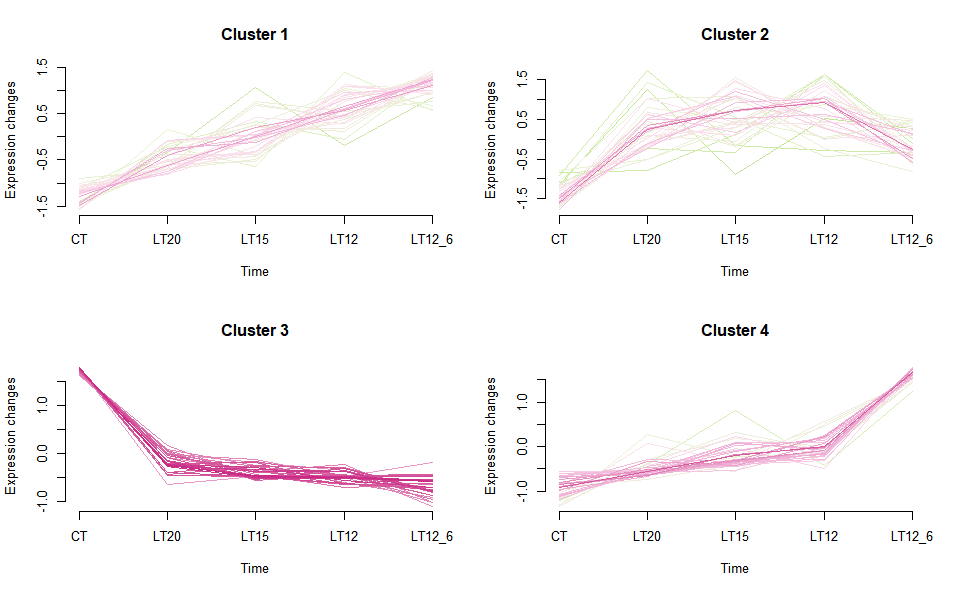 Cluster 1
Expression changes
1.5
0.5
-0.5
-1.5
CT LT20 LT15 LT12 LT12_6
Time
Cluster 2
Expression changes
1.5
0.5
-0.5
-1.5
CT LT20 LT15 LT12 LT12_6
Time
Cluster 3
Expression changes
1.0
0.0
-1.0
CT LT20 LT15 LT12 LT12_6
Time
Cluster 4
Expression changes
1.0
0.0
-1.0
CT LT20 LT15 LT12 LT12_6
Time